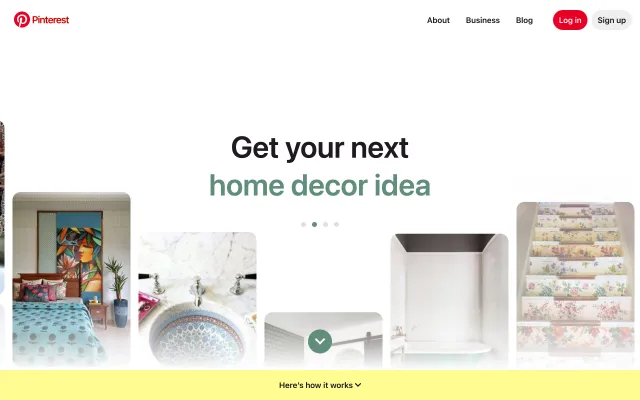 Pinterest
About
Business
Blog
Log in
Sign up
Get your next
home decor idea
Here's how it works